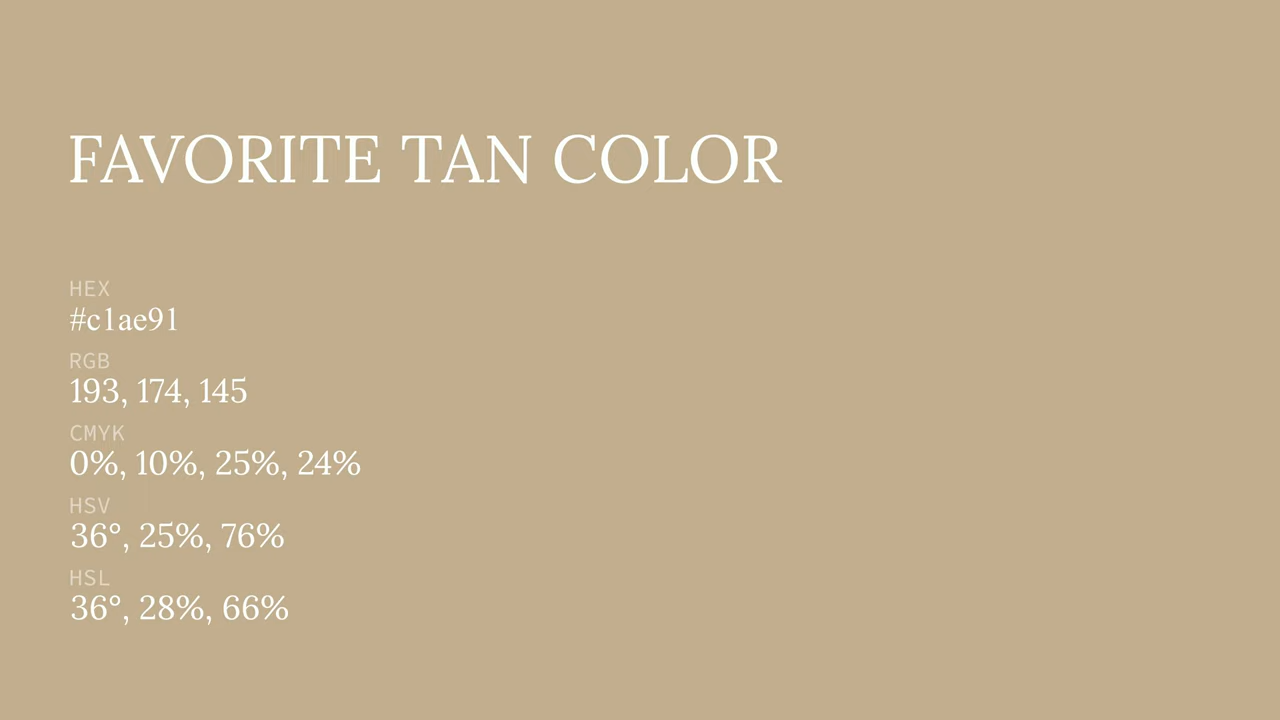 FAVORITE TAN COLOR
HEX
#c1ae91
RGB
193, 174, 145
CMYK
0%, 10%, 25%, 24%
HSV
36°, 25%, 76%
HSL
36°, 28%, 66%